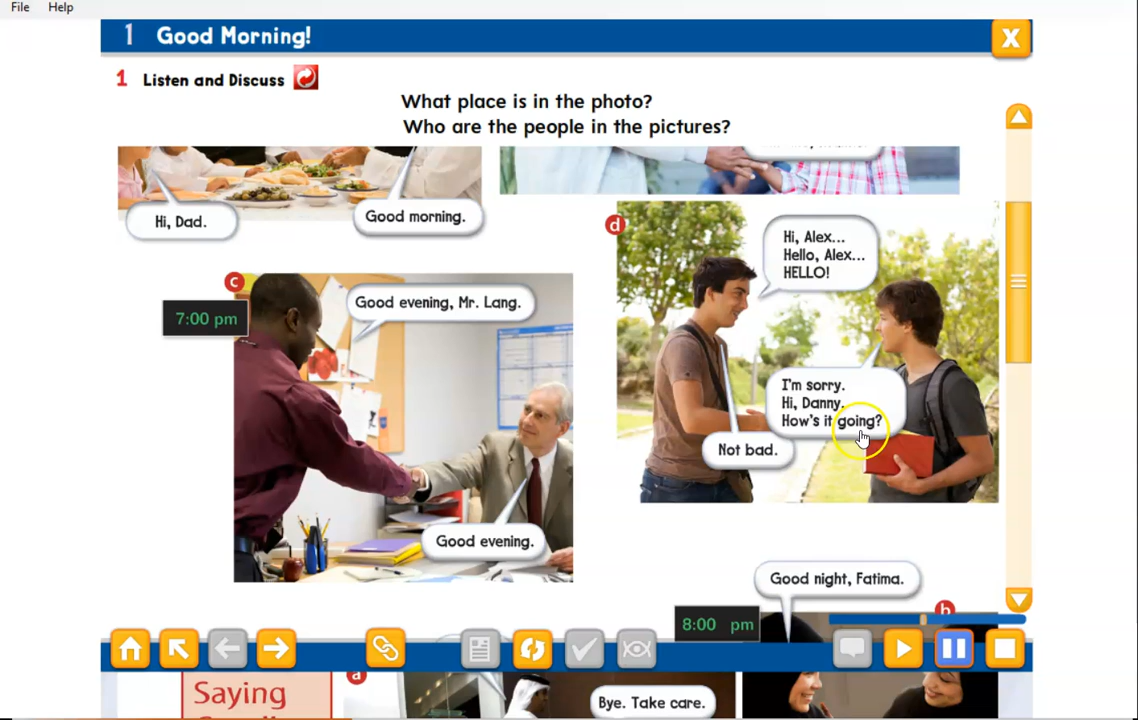 File Help
1 Good Morning!
X
1 Listen and Discuss
What place is in the photo?
Who are the people in the pictures?
Hi, Dad.
Good morning.
d
Hi, Alex...
Hello, Alex...
HELLO!
c
7:00 pm
Good evening, Mr. Lang.
I'm sorry.
Hi, Danny.
How's it going?
Not bad.
Good evening.
Good night, Fatima.
8:00 pm
b
a
Saying
Bye. Take care.